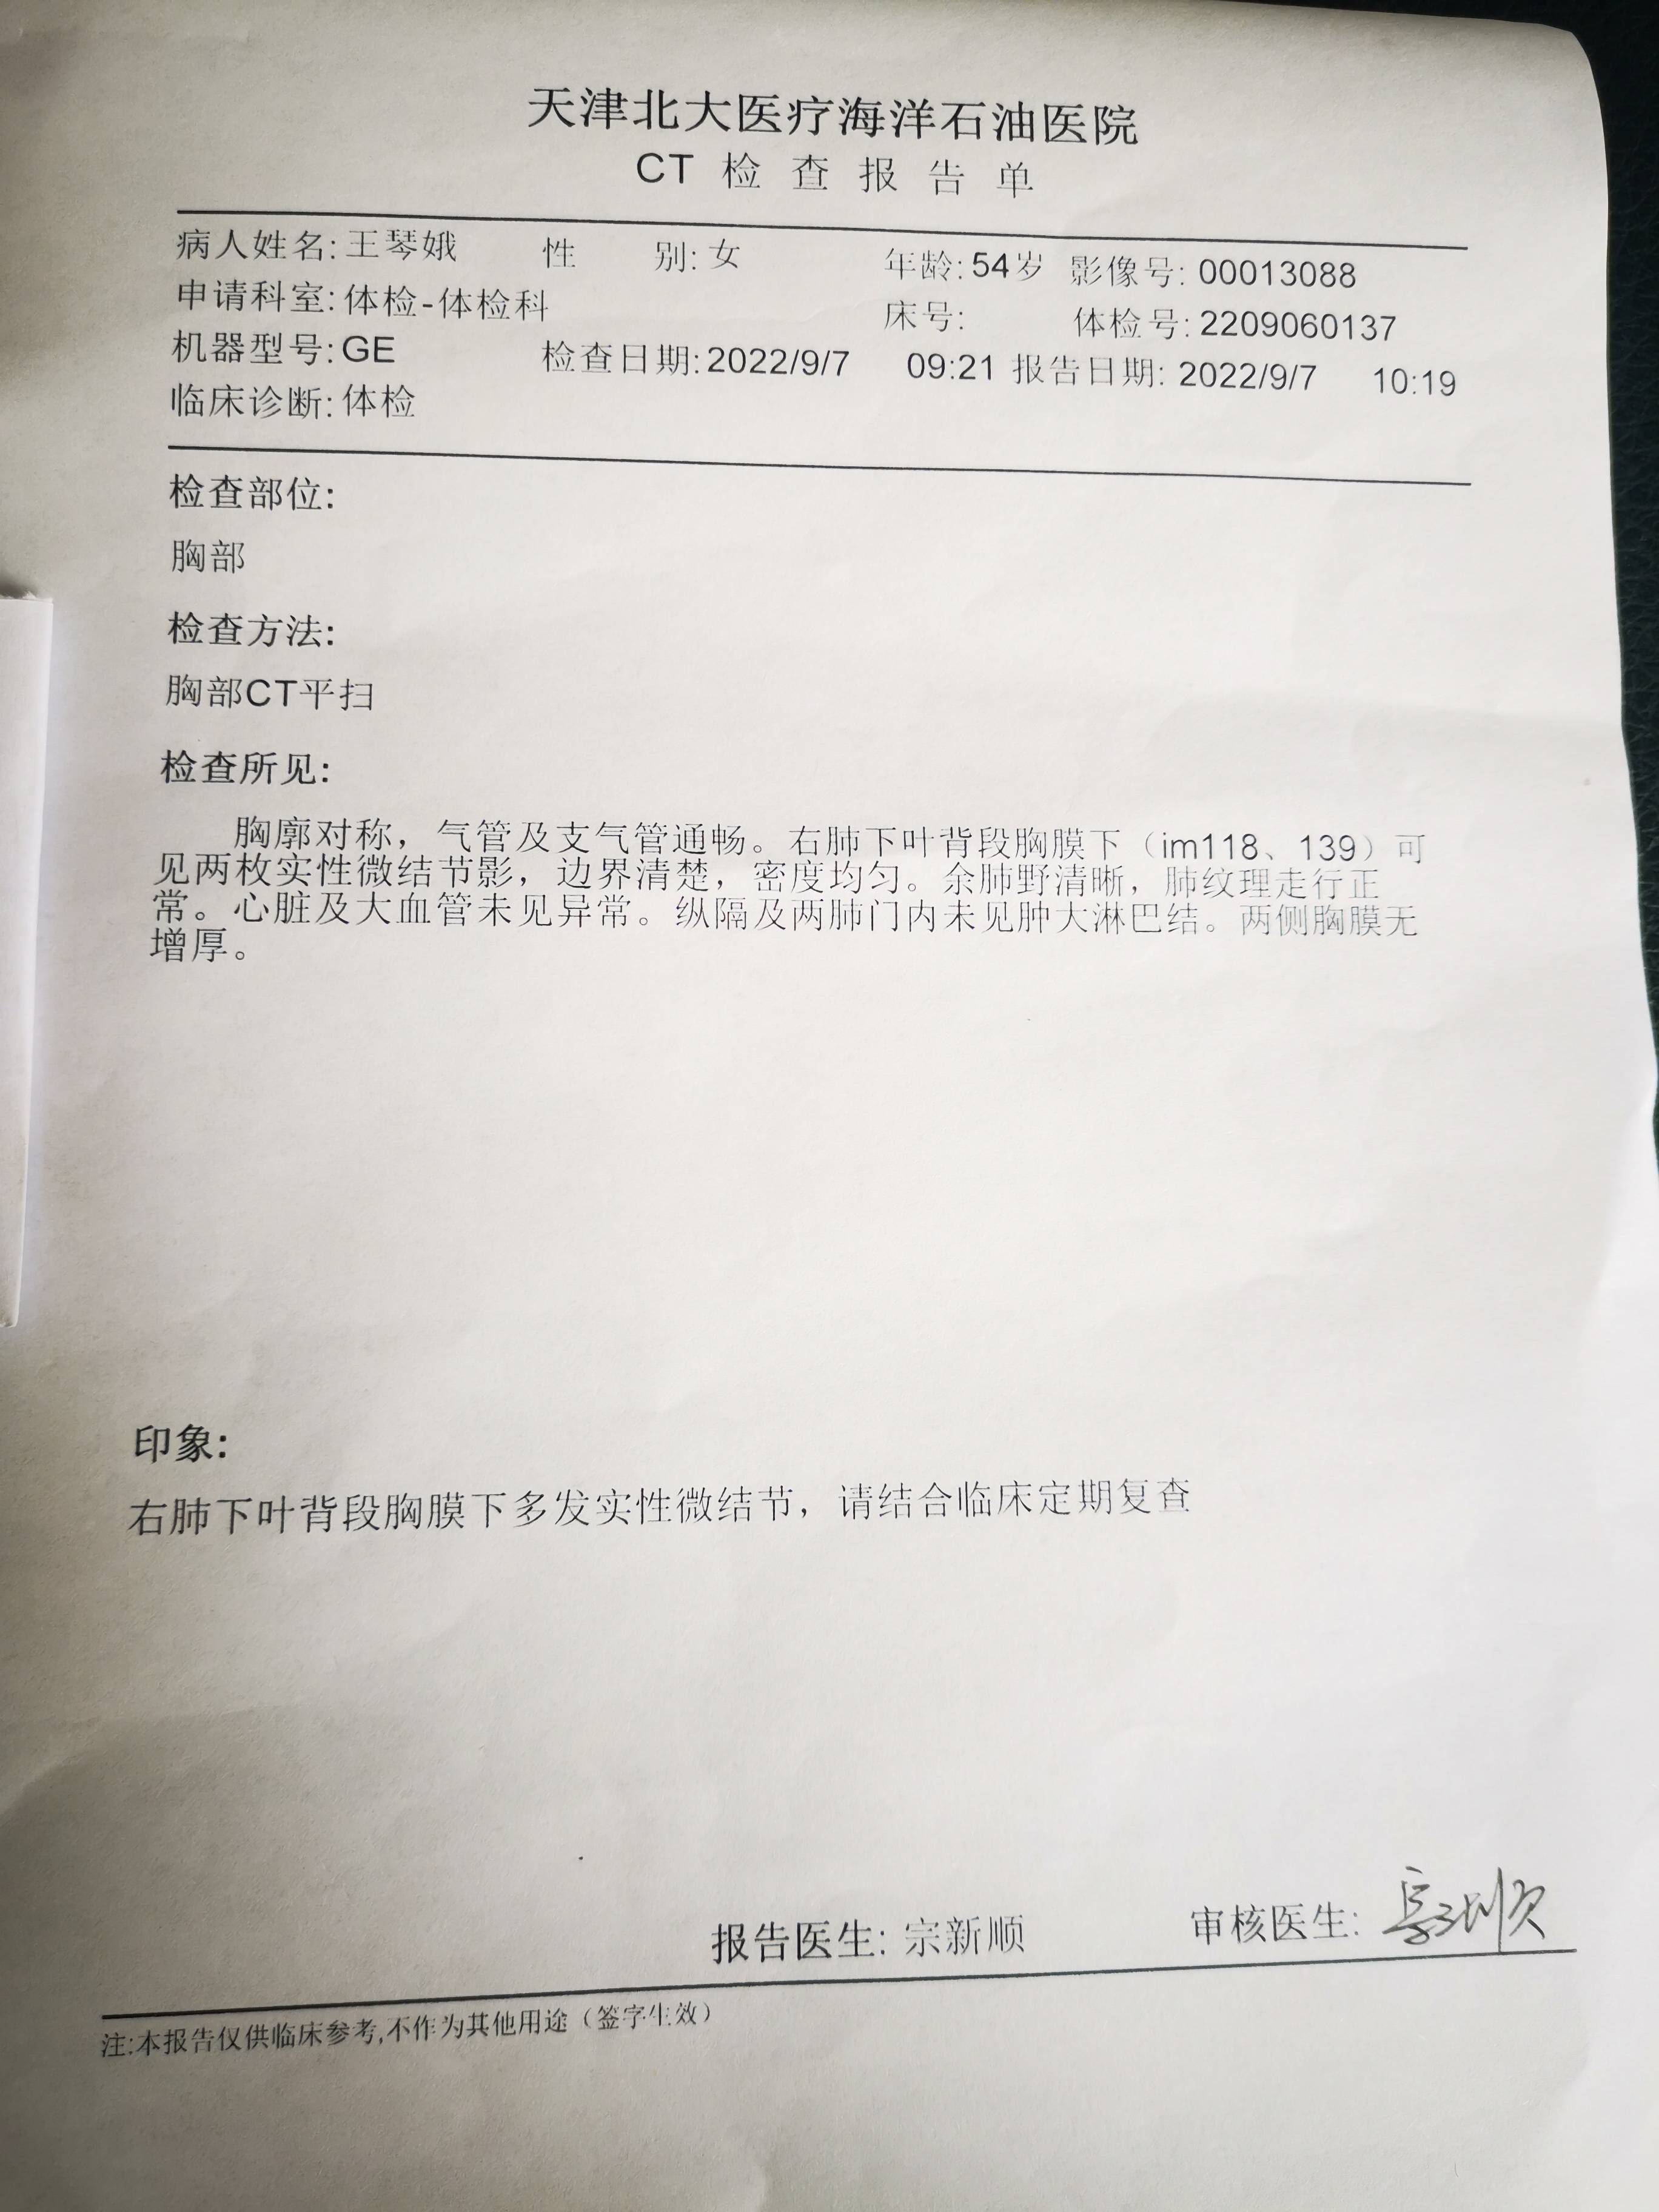 天津北大医疗海洋石油医院
CT 检 查 报 告 单
病人姓名: 王琴娥 性 别: 女 年龄: 54岁 影像号: 00013088
申请科室: 体检-体检科 床号: 体检号: 2209060137
机器型号: GE 检查日期: 2022/9/7 09:21 报告日期: 2022/9/7 10:19
临床诊断: 体检
检查部位:
胸部
检查方法:
胸部CT平扫
检查所见:
胸廓对称，气管及支气管通畅。右肺下叶背段胸膜下（im118、139）可
见两枚实性微结节影，边界清楚，密度均匀。余肺野清晰，肺纹理走行正
常。心脏及大血管未见异常。纵隔及两肺门内未见肿大淋巴结。两侧胸膜无
增厚。
印象:
右肺下叶背段胸膜下多发实性微结节，请结合临床定期复查
报告医生: 宗新顺 审核医生:
注:本报告仅供临床参考,不作为其他用途（签字生效）